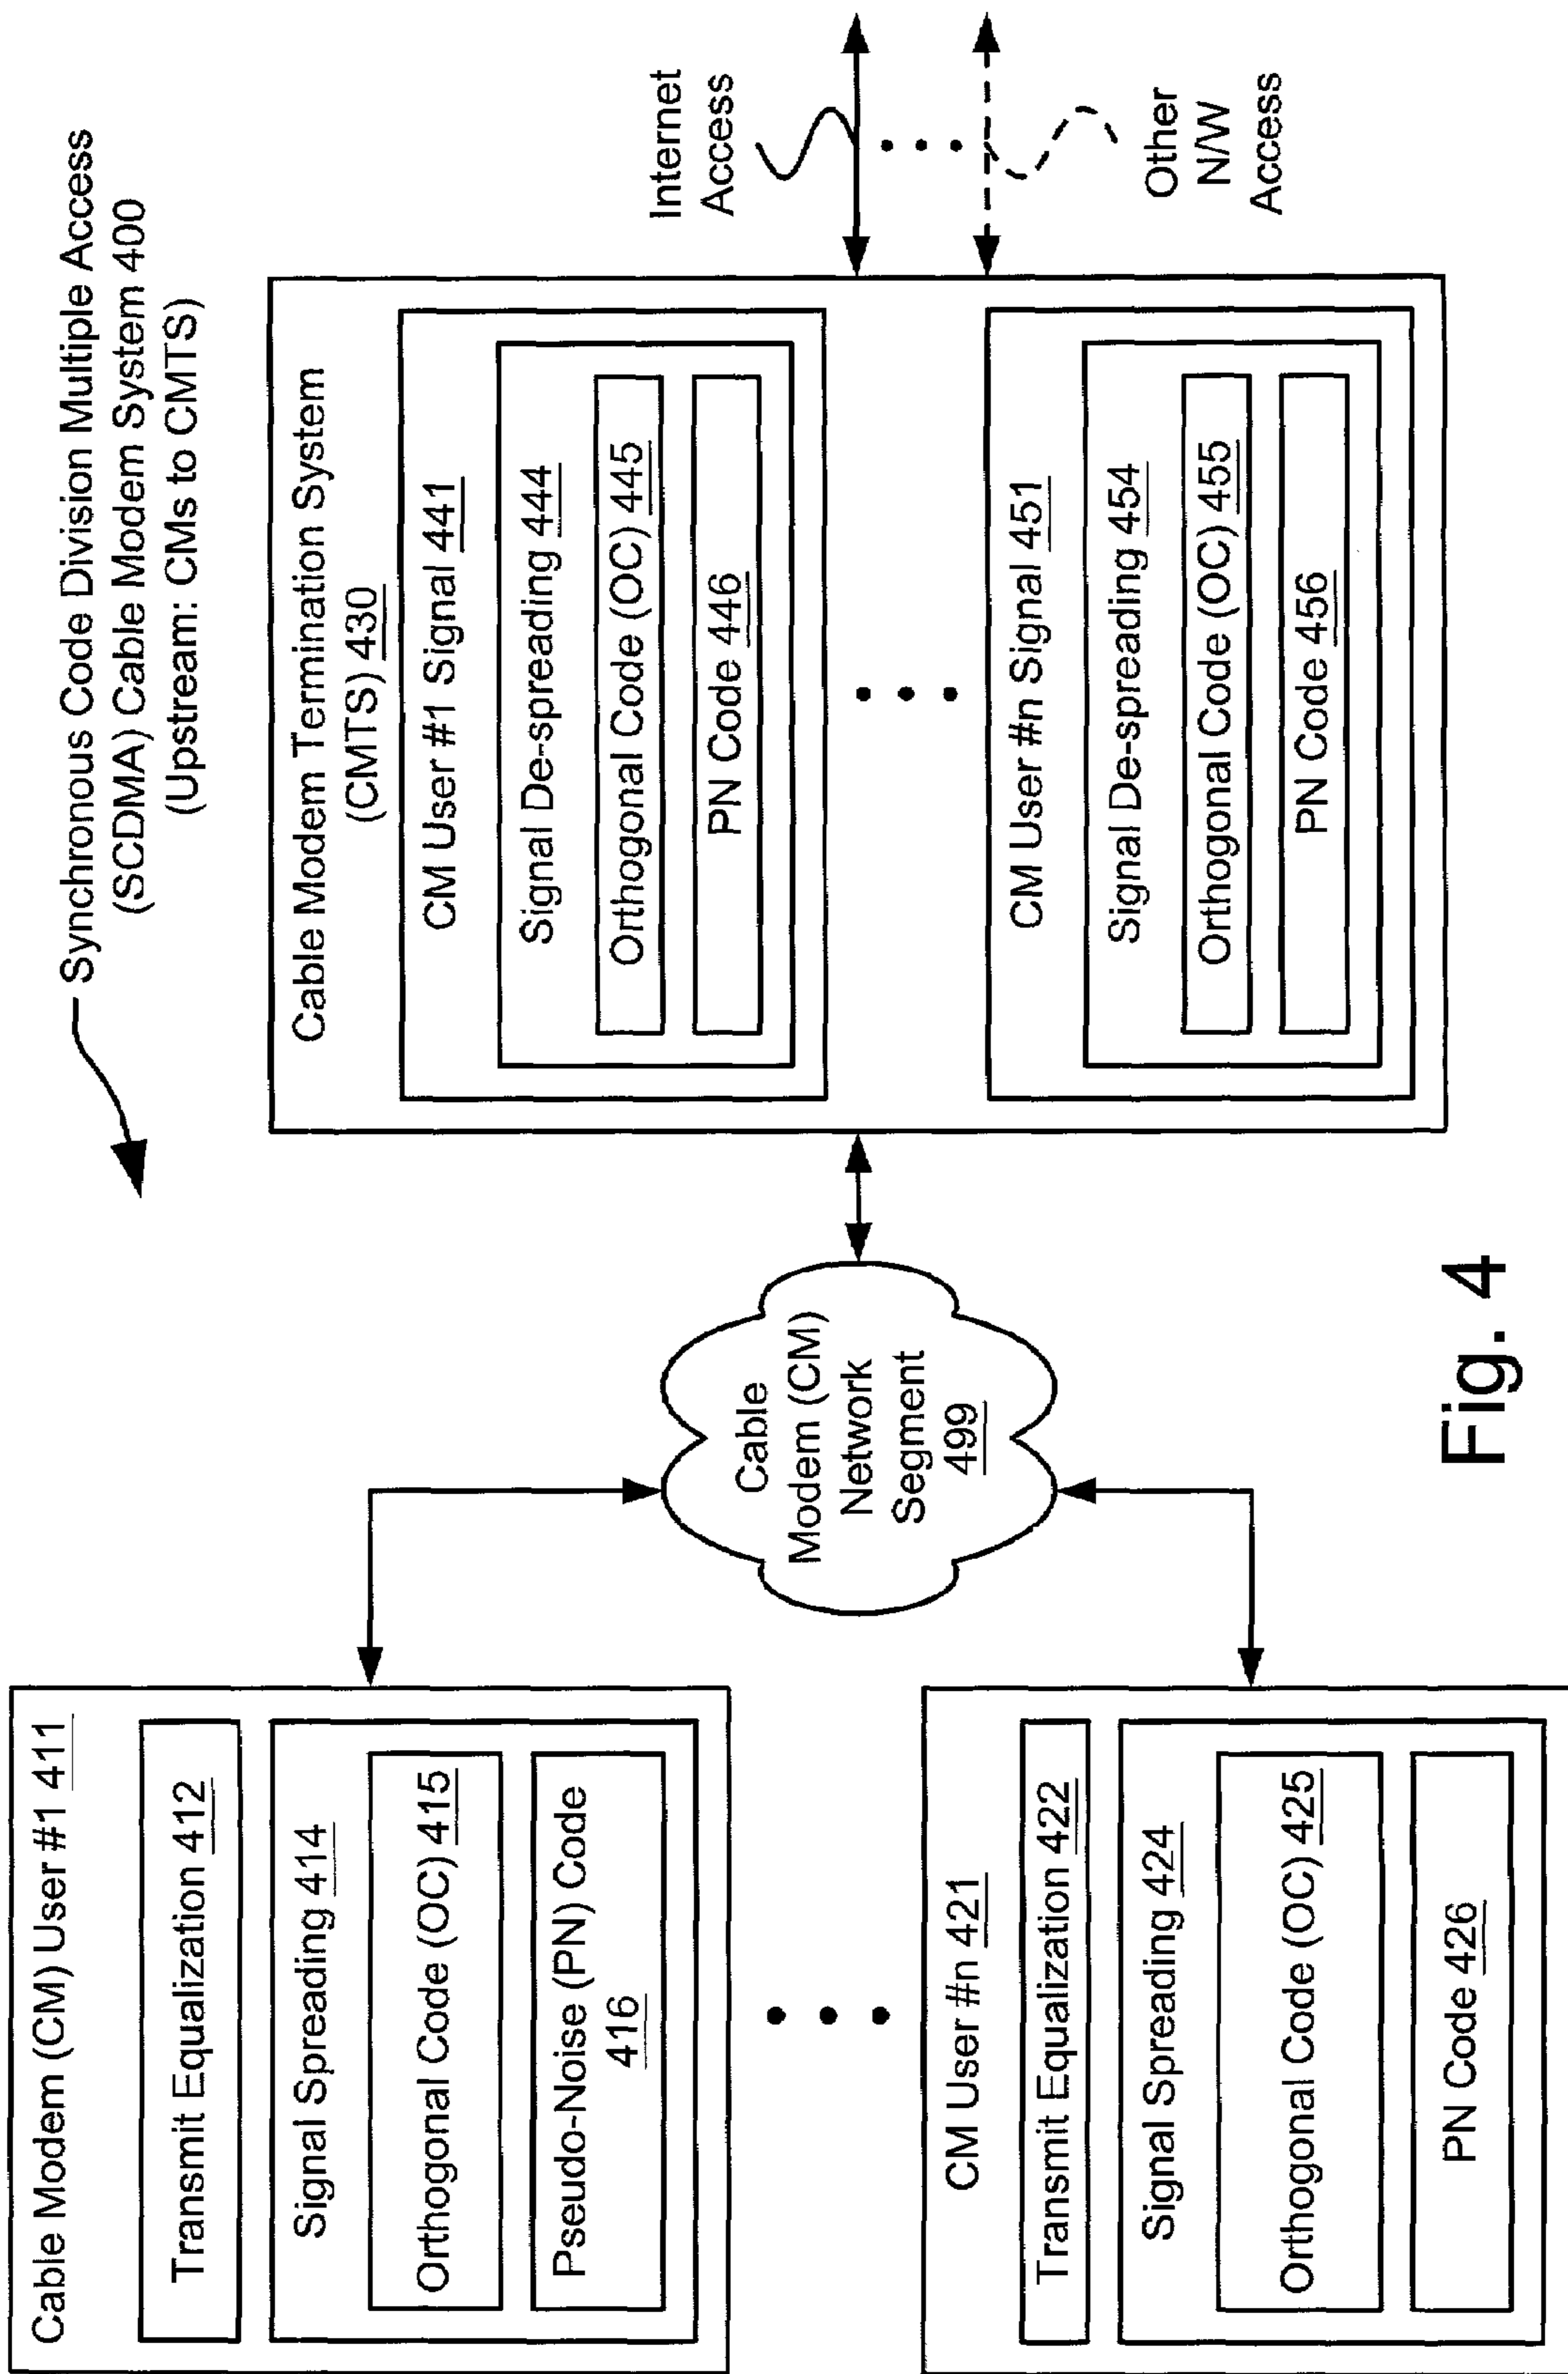 Synchronous Code Division Multiple Access
(SCDMA) Cable Modem System 400
(Upstream: CMs to CMTS)
Cable Modem (CM) User #1 411
Transmit Equalization 412
Signal Spreading 414
Orthogonal Code (OC) 415
Pseudo-Noise (PN) Code
416
CM User #n 421
Transmit Equalization 422
Signal Spreading 424
Orthogonal Code (OC) 425
PN Code 426
Cable
Modem (CM)
Network
Segment
499
Cable Modem Termination System
(CMTS) 430
CM User #1 Signal 441
Signal De-spreading 444
Orthogonal Code (OC) 445
PN Code 446
CM User #n Signal 451
Signal De-spreading 454
Orthogonal Code (OC) 455
PN Code 456
Internet
Access
Other
N/W
Access
Fig. 4